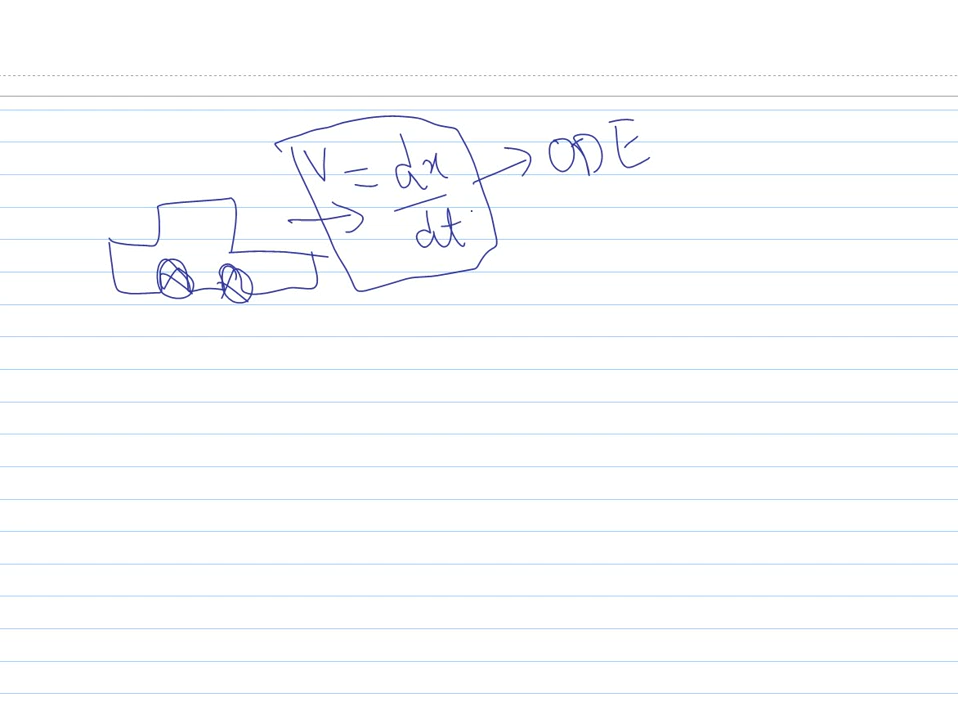 V = dx/dt → ODE